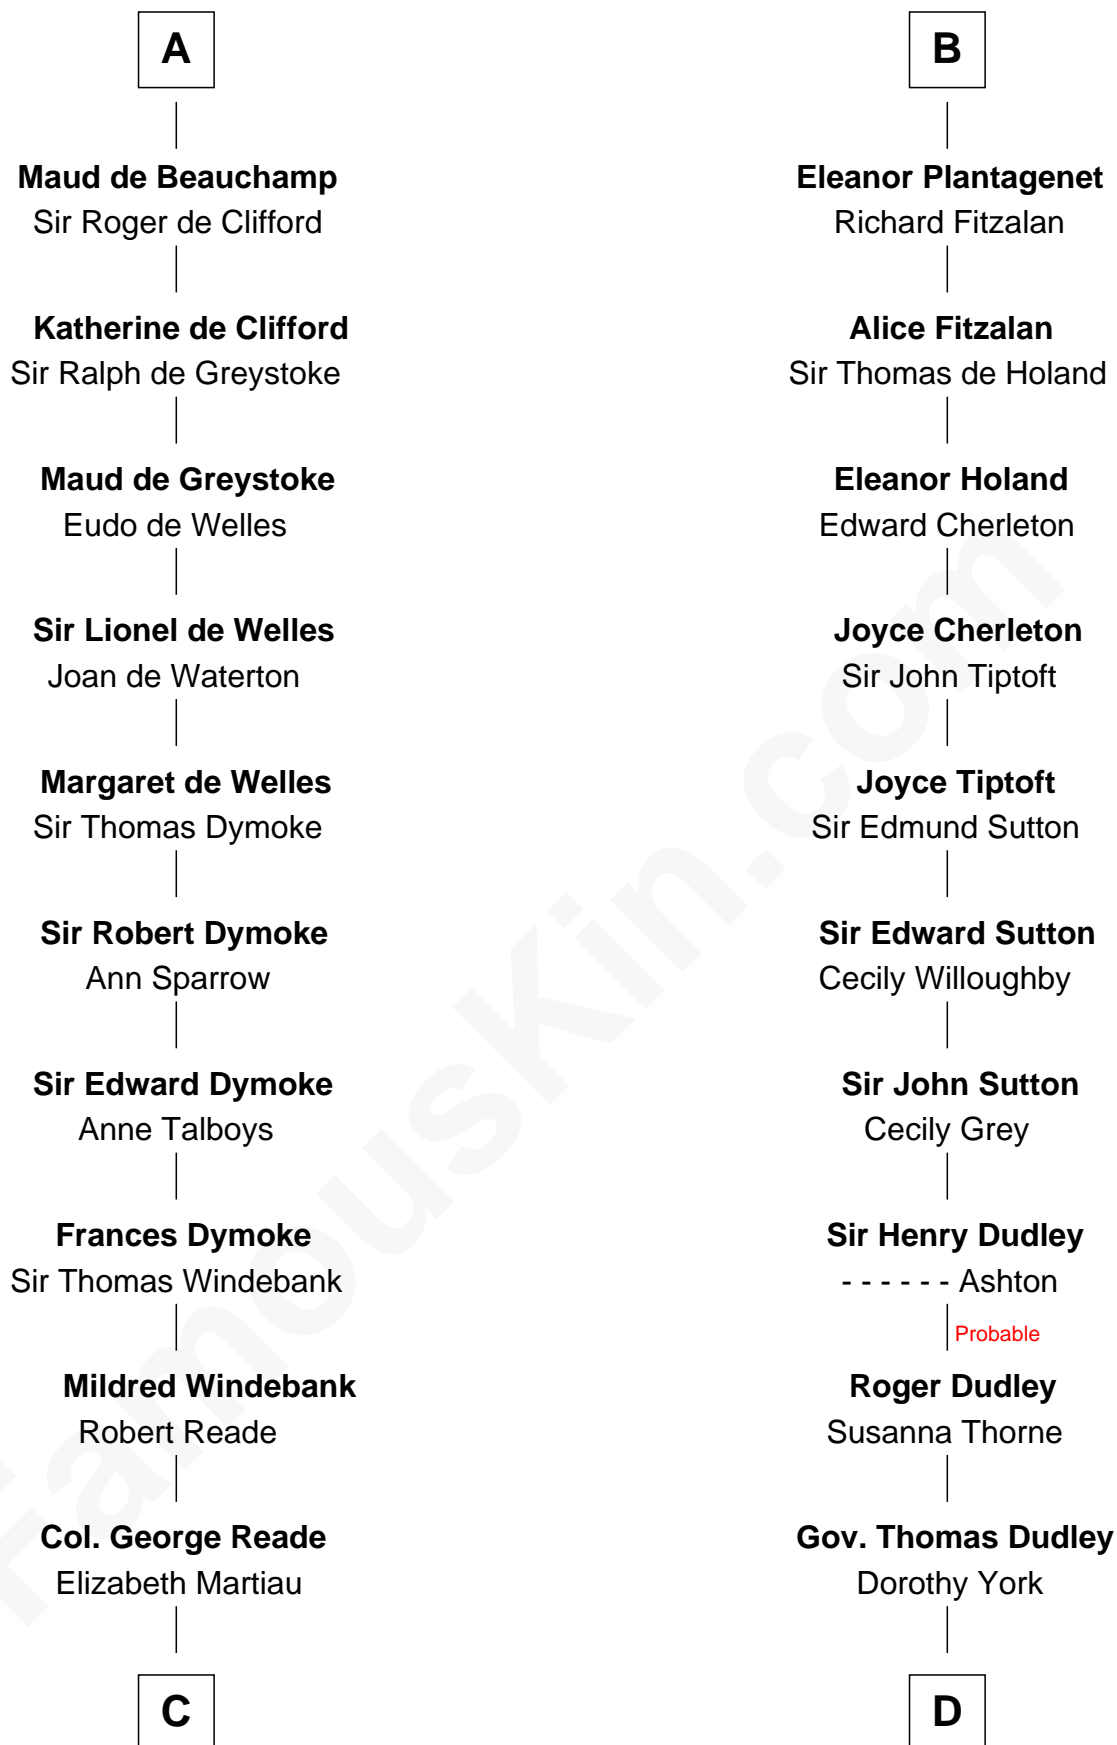 A
Maud de Beauchamp
Sir Roger de Clifford
Katherine de Clifford
Sir Ralph de Greystoke
Maud de Greystoke
Eudo de Welles
Sir Lionel de Welles
Joan de Waterton
Margaret de Welles
Sir Thomas Dymoke
Sir Robert Dymoke
Ann Sparrow
Sir Edward Dymoke
Anne Talboys
Frances Dymoke
Sir Thomas Windebank
Mildred Windebank
Robert Reade
Col. George Reade
Elizabeth Martiau
C
B
Eleanor Plantagenet
Richard Fitzalan
Alice Fitzalan
Sir Thomas de Holand
Eleanor Holand
Edward Cherleton
Joyce Cherleton
Sir John Tiptoft
Joyce Tiptoft
Sir Edmund Sutton
Sir Edward Sutton
Cecily Willoughby
Sir John Sutton
Cecily Grey
Sir Henry Dudley
- - - - - - Ashton
Probable
Roger Dudley
Susanna Thorne
Gov. Thomas Dudley
Dorothy York
D
FamousKin.com